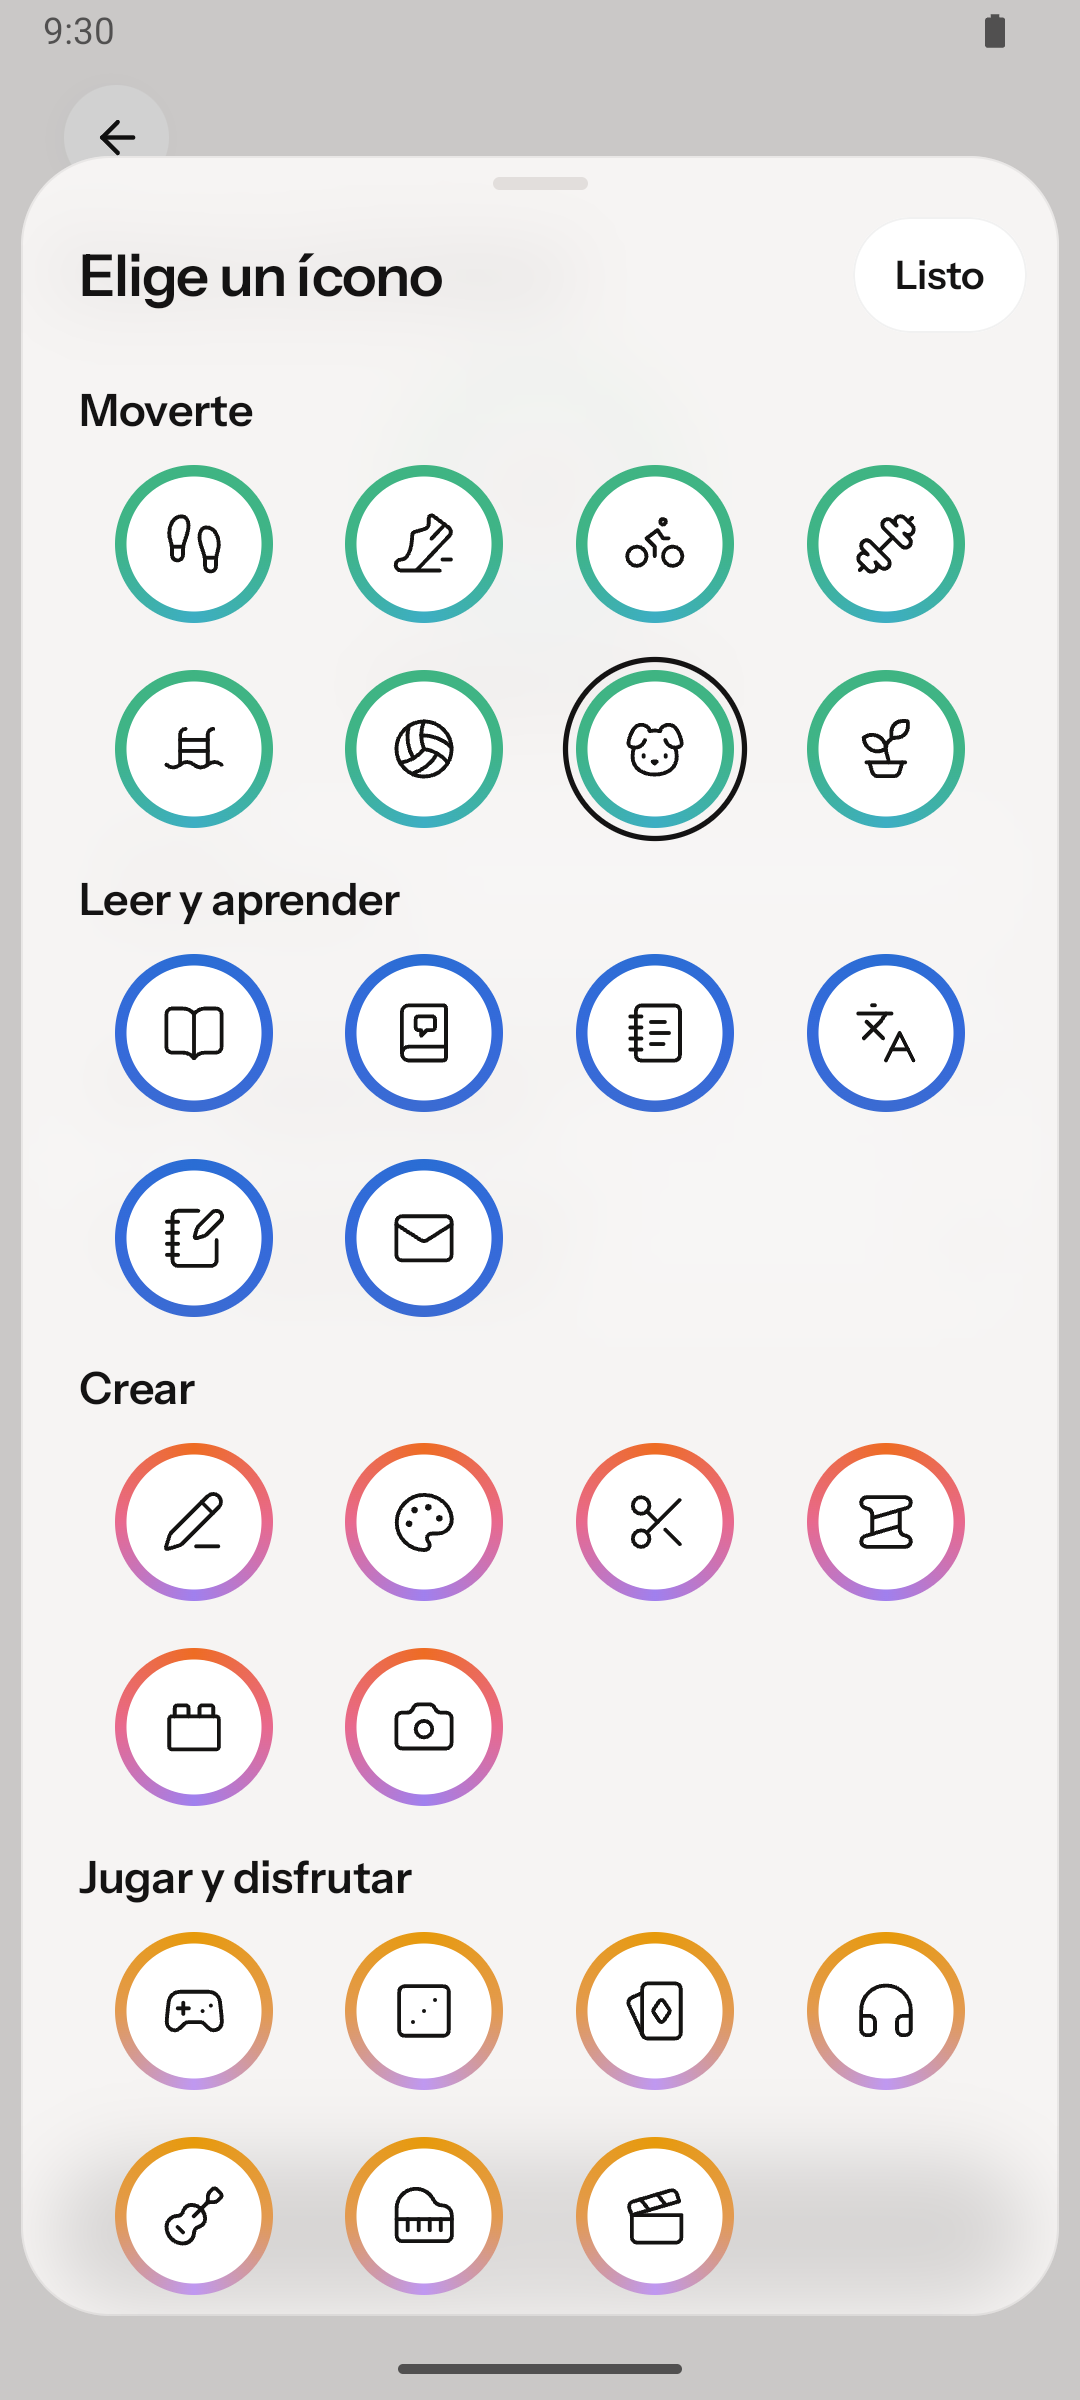 9:30
Elige un ícono
Listo
Moverte
Leer y aprender
Crear
Jugar y disfrutar